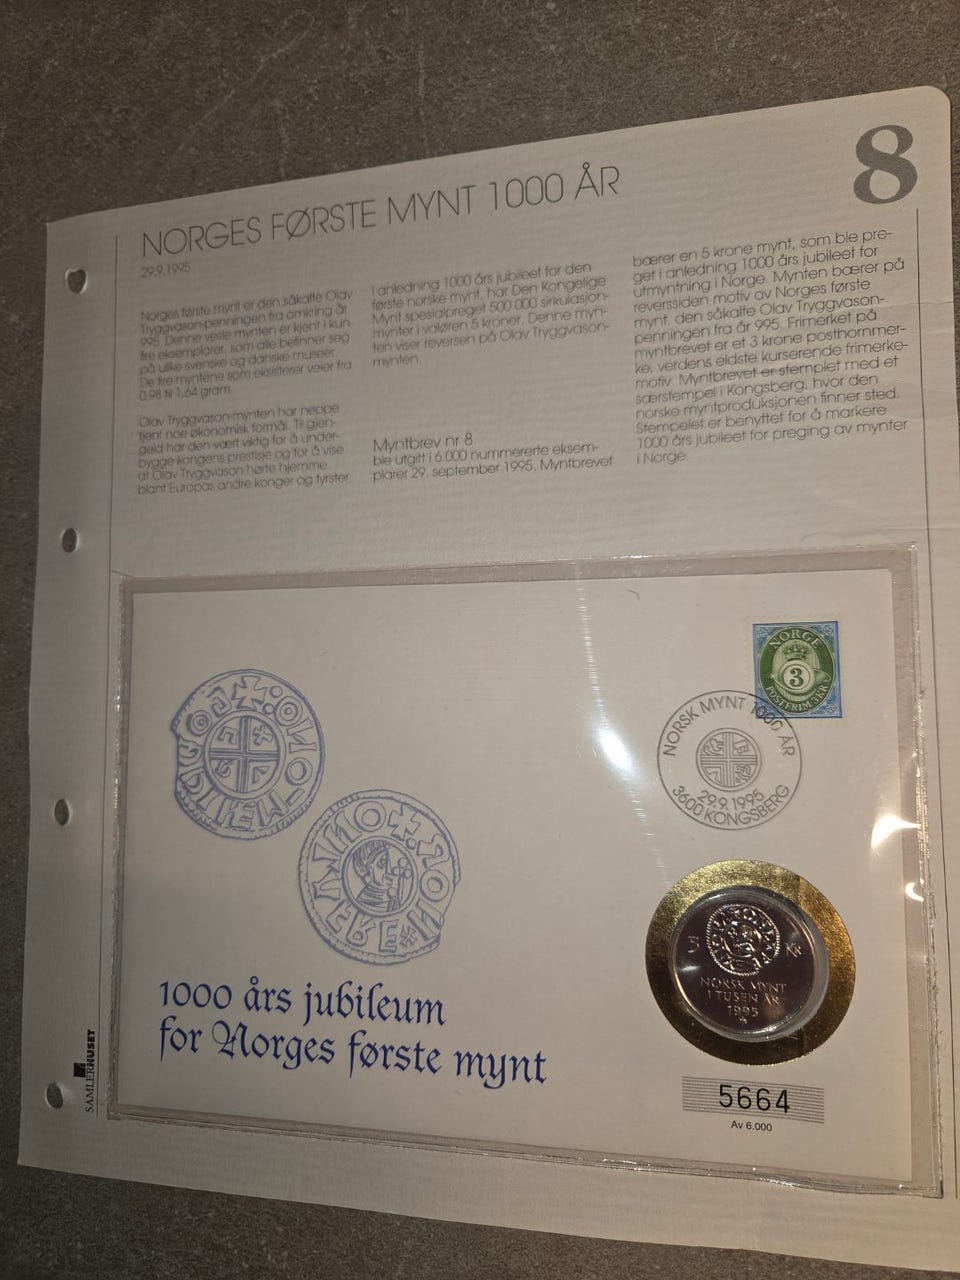 8
NORGES FØRSTE MYNT 1000 ÅR
29.9.1995
Norges første mynt er den såkalte Olav
Tryggvason-penningen fra omkring år
995. Denne vesle mynten er kjent i kun
fire eksemplarer, som alle befinner seg
på ulike svenske og danske museer.
De fire myntene som eksisterer veier fra
0,98 til 1,64 gram.
Olav Tryggvason-mynten har neppe
tjent noe økonomisk formål. Til gjen-
gjeld har den vært viktig for å under-
bygge kongens prestisje og for å vise
at Olav Tryggvason hørte hjemme
blant Europas andre konger og fyrster.
I anledning 1000 års jubileet for den
første norske mynt, har Den Kongelige
Mynt spesialpreget 500 000 sirkulasjon-
mynter i valøren 5 kroner. Denne myn-
ten viser reversen på Olav Tryggvason-
mynten.
Myntbrev nr 8
ble utgitt i 6.000 nummererte eksem-
plarer 29. september 1995. Myntbrevet
bærer en 5 krone mynt, som ble pre-
get i anledning 1000 års jubileet for
utmyntning i Norge. Mynten bærer på
reverssiden motiv av Norges første
mynt, den såkalte Olav Tryggvason-
penningen fra år 995. Frimerket på
myntbrevet er et 3 krone posthornmer-
ke, verdens eldste kurserende frimerke-
motiv. Myntbrevet er stemplet med et
særstempel i Kongsberg, hvor den
norske myntproduksjonen finner sted.
Stempelet er benyttet for å markere
1000 års jubileet for preging av mynter
i Norge.
NORGE
3
POSTFRIM. 3 KR
NORSK MYNT 1000 ÅR
29.9.1995
3600 KONGSBERG
5 KR
NORSK MYNT
I TUSEN ÅR
1995
1000 års jubileum
for Norges første mynt
5664
Av 6.000
SAMLERHUSET